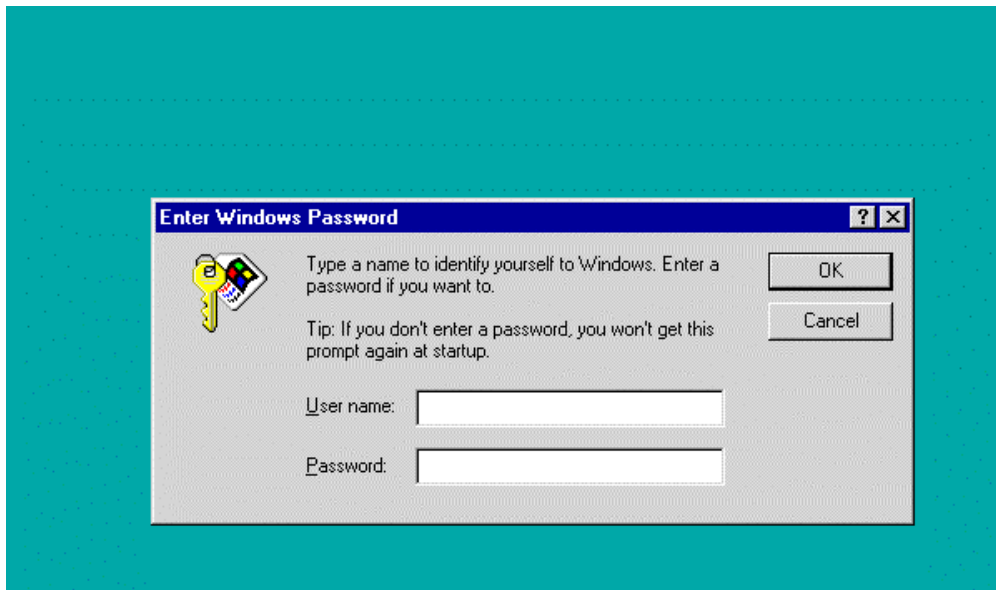 Enter Windows Password
Type a name to identify yourself to Windows. Enter a
password if you want to.
OK
Cancel
Tip: If you don't enter a password, you won't get this
prompt again at startup.
User name:
Password: